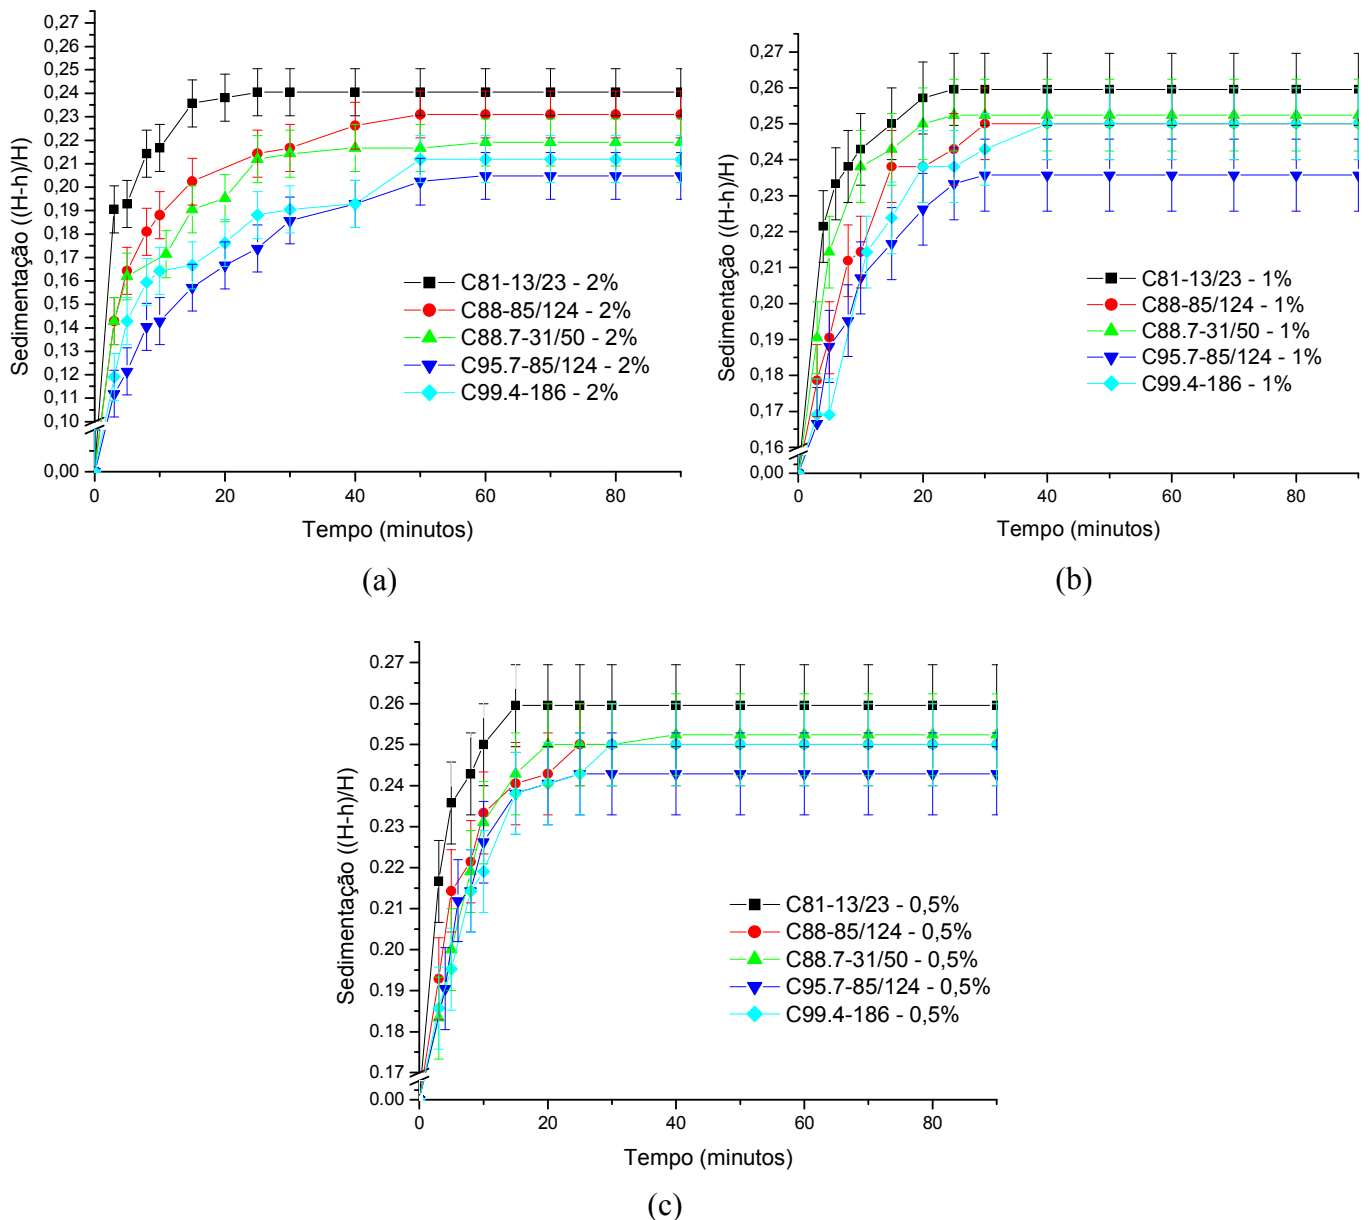 0,27
0,26
0,25
0,24
0,23
0,22
0,21
0,20
0,19
0,18
0,17
0,16
0,15
0,14
0,13
0,12
0,11
0,10
0,00
Sedimentação ((H-h)/H)
C81-13/23 - 2%
C88-85/124 - 2%
C88.7-31/50 - 2%
C95.7-85/124 - 2%
C99.4-186 - 2%
0 20 40 60 80
Tempo (minutos)
(a)
0,27
0,26
0,25
0,24
0,23
0,22
0,21
0,20
0,19
0,18
0,17
0,16
0,00
Sedimentação ((H-h)/H)
C81-13/23 - 1%
C88-85/124 - 1%
C88.7-31/50 - 1%
C95.7-85/124 - 1%
C99.4-186 - 1%
0 20 40 60 80
Tempo (minutos)
(b)
0.27
0.26
0.25
0.24
0.23
0.22
0.21
0.20
0.19
0.18
0.17
0.00
Sedimentação ((H-h)/H)
C81-13/23 - 0,5%
C88-85/124 - 0,5%
C88.7-31/50 - 0,5%
C95.7-85/124 - 0,5%
C99.4-186 - 0,5%
0 20 40 60 80
Tempo (minutos)
(c)